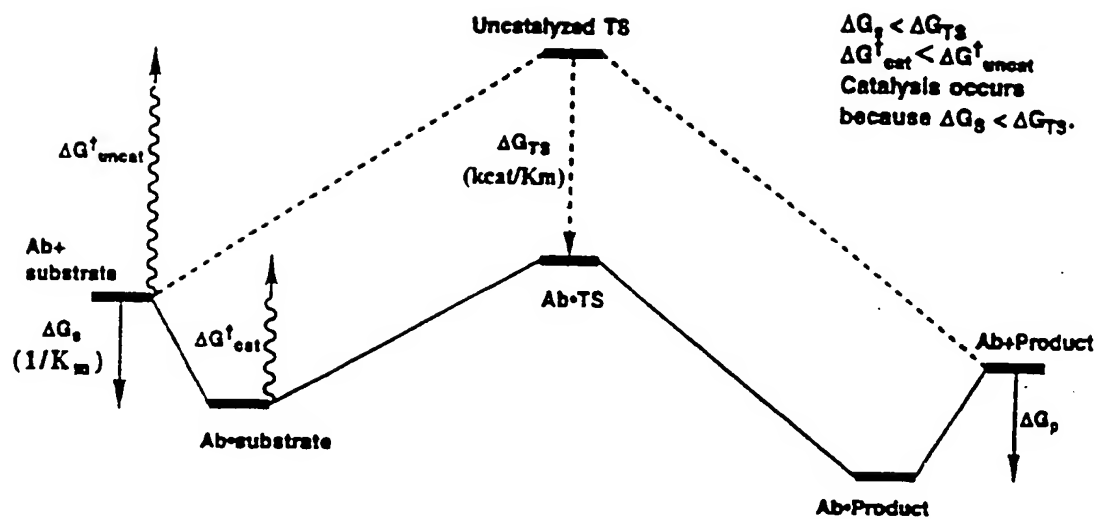 Uncatalyzed TS
ΔG_s < ΔG_TS
ΔG†_cat < ΔG†_uncat
Catalysis occurs
because ΔG_S < ΔG_TS.
ΔG†_uncat
ΔG_TS
(kcat/Km)
Ab+
substrate
Ab•TS
ΔG_s
(1/K_m)
ΔG†_cat
Ab+Product
Ab•substrate
ΔG_p
Ab•Product